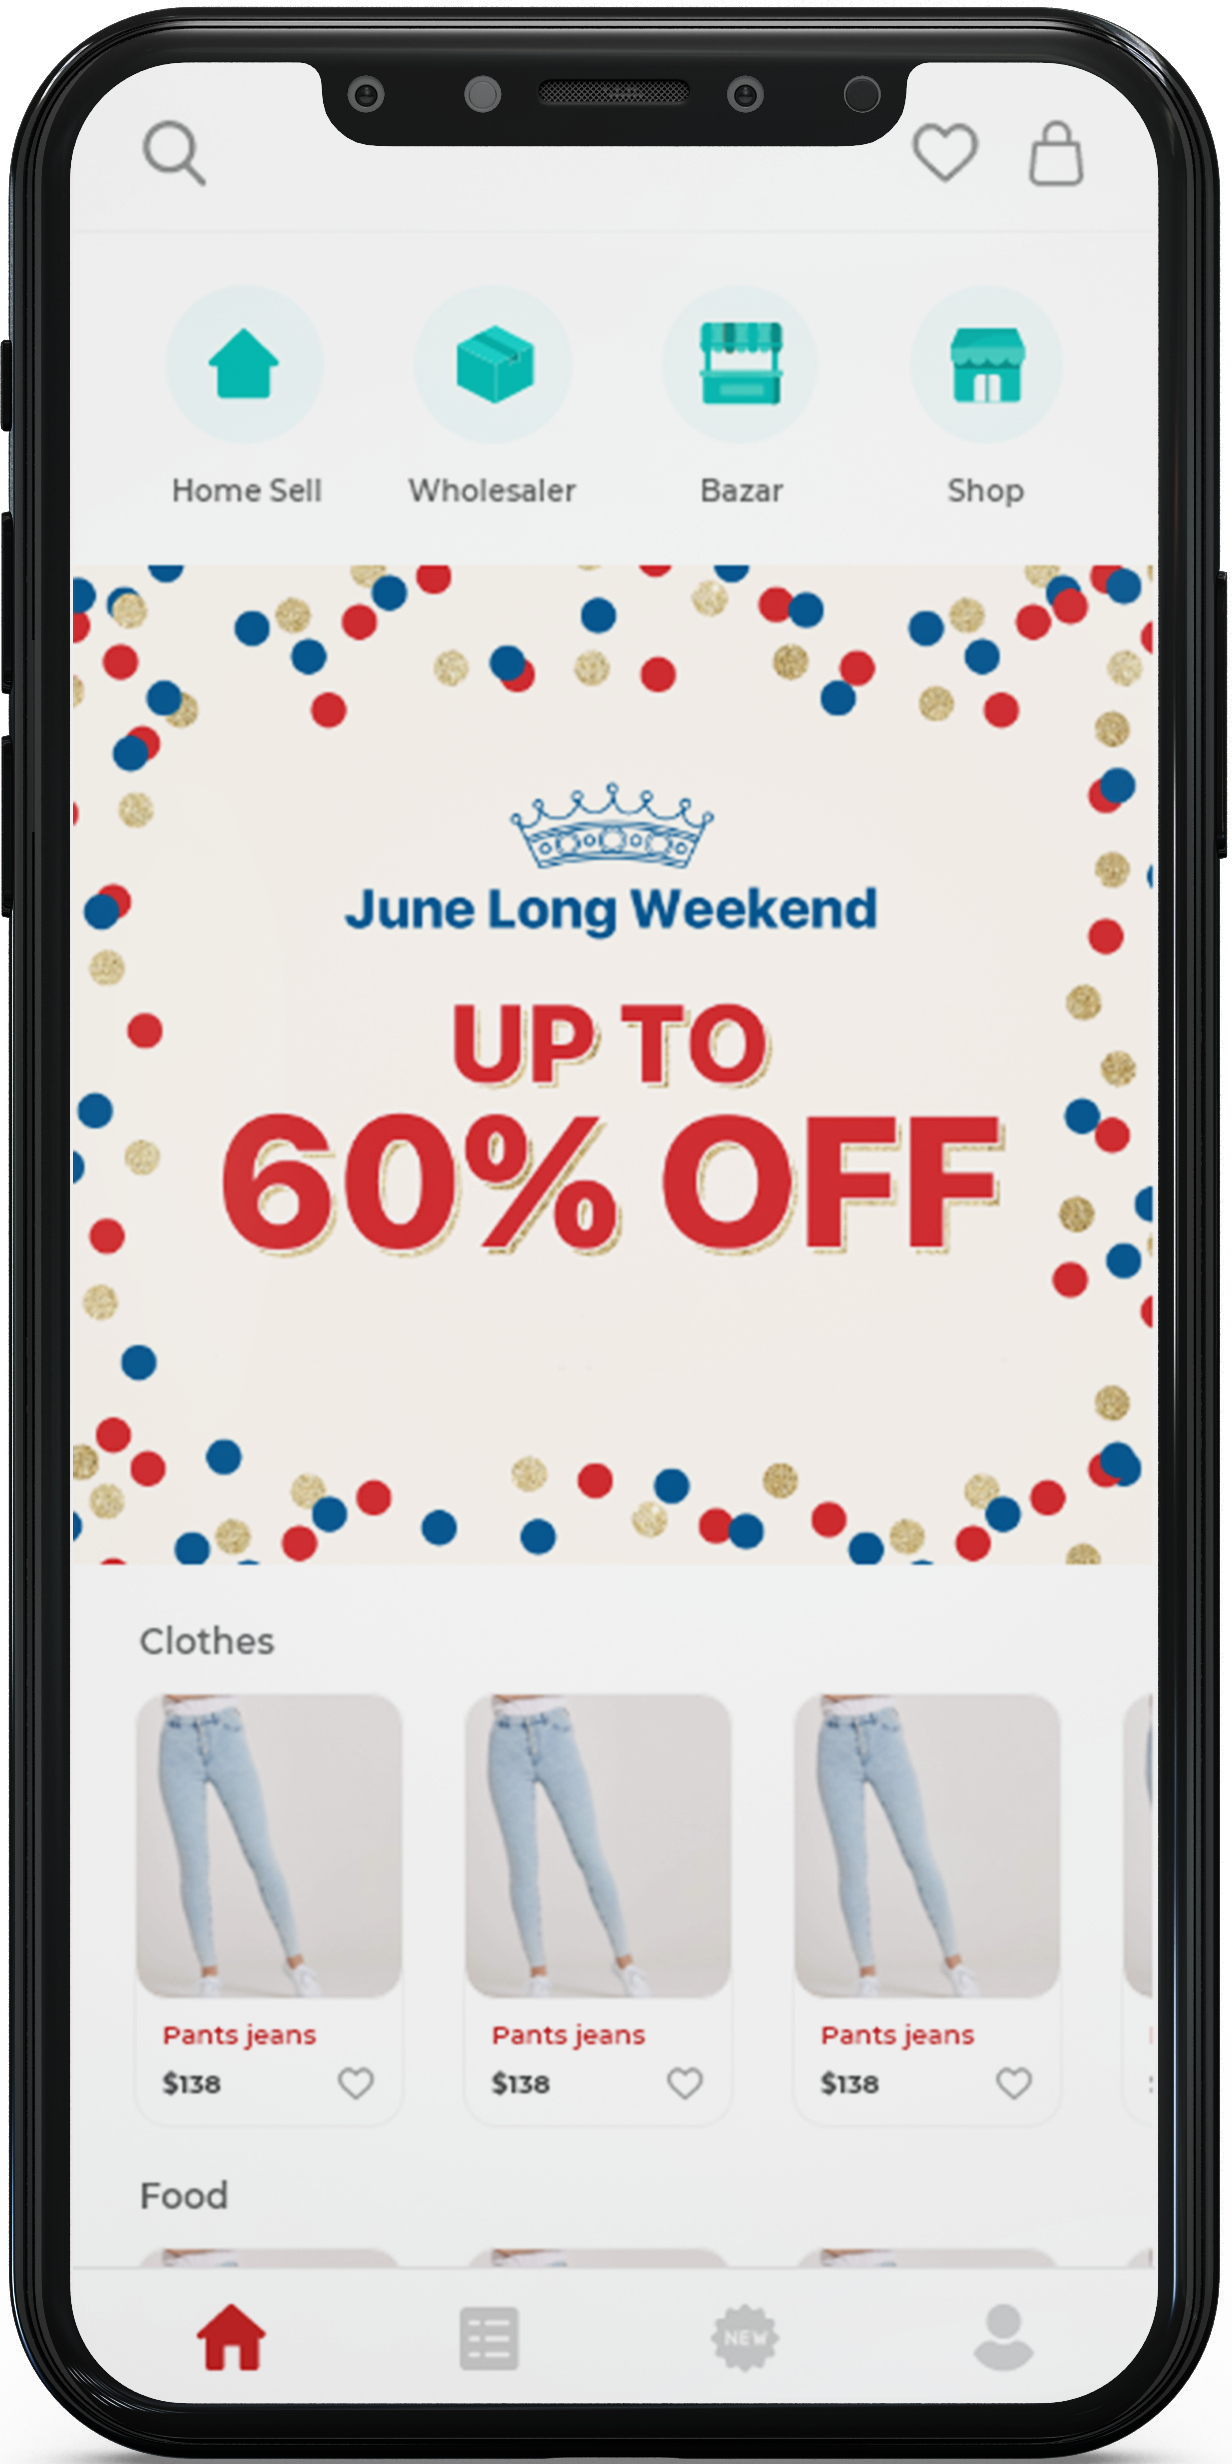 Home Sell Wholesaler Bazar Shop
June Long Weekend
UP TO
60% OFF
Clothes
Pants jeans Pants jeans Pants jeans
$138 $138 $138
Food
NEW